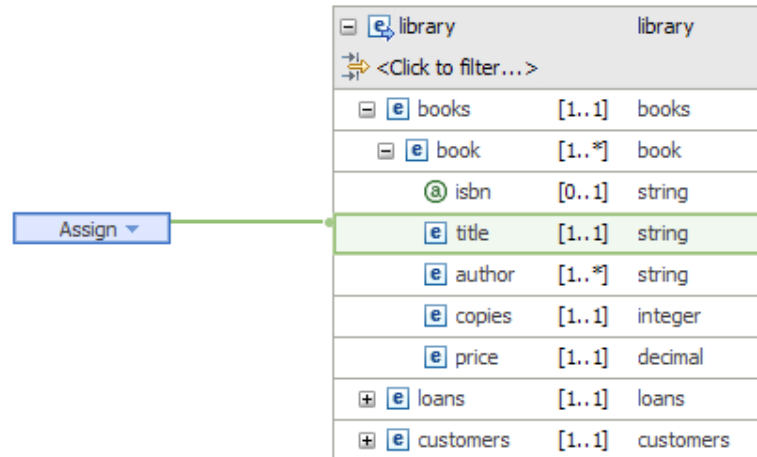 library library
<Click to filter...>
e books [1..1] books
e book [1..*] book
a isbn [0..1] string
Assign e title [1..1] string
e author [1..*] string
e copies [1..1] integer
e price [1..1] decimal
e loans [1..1] loans
e customers [1..1] customers